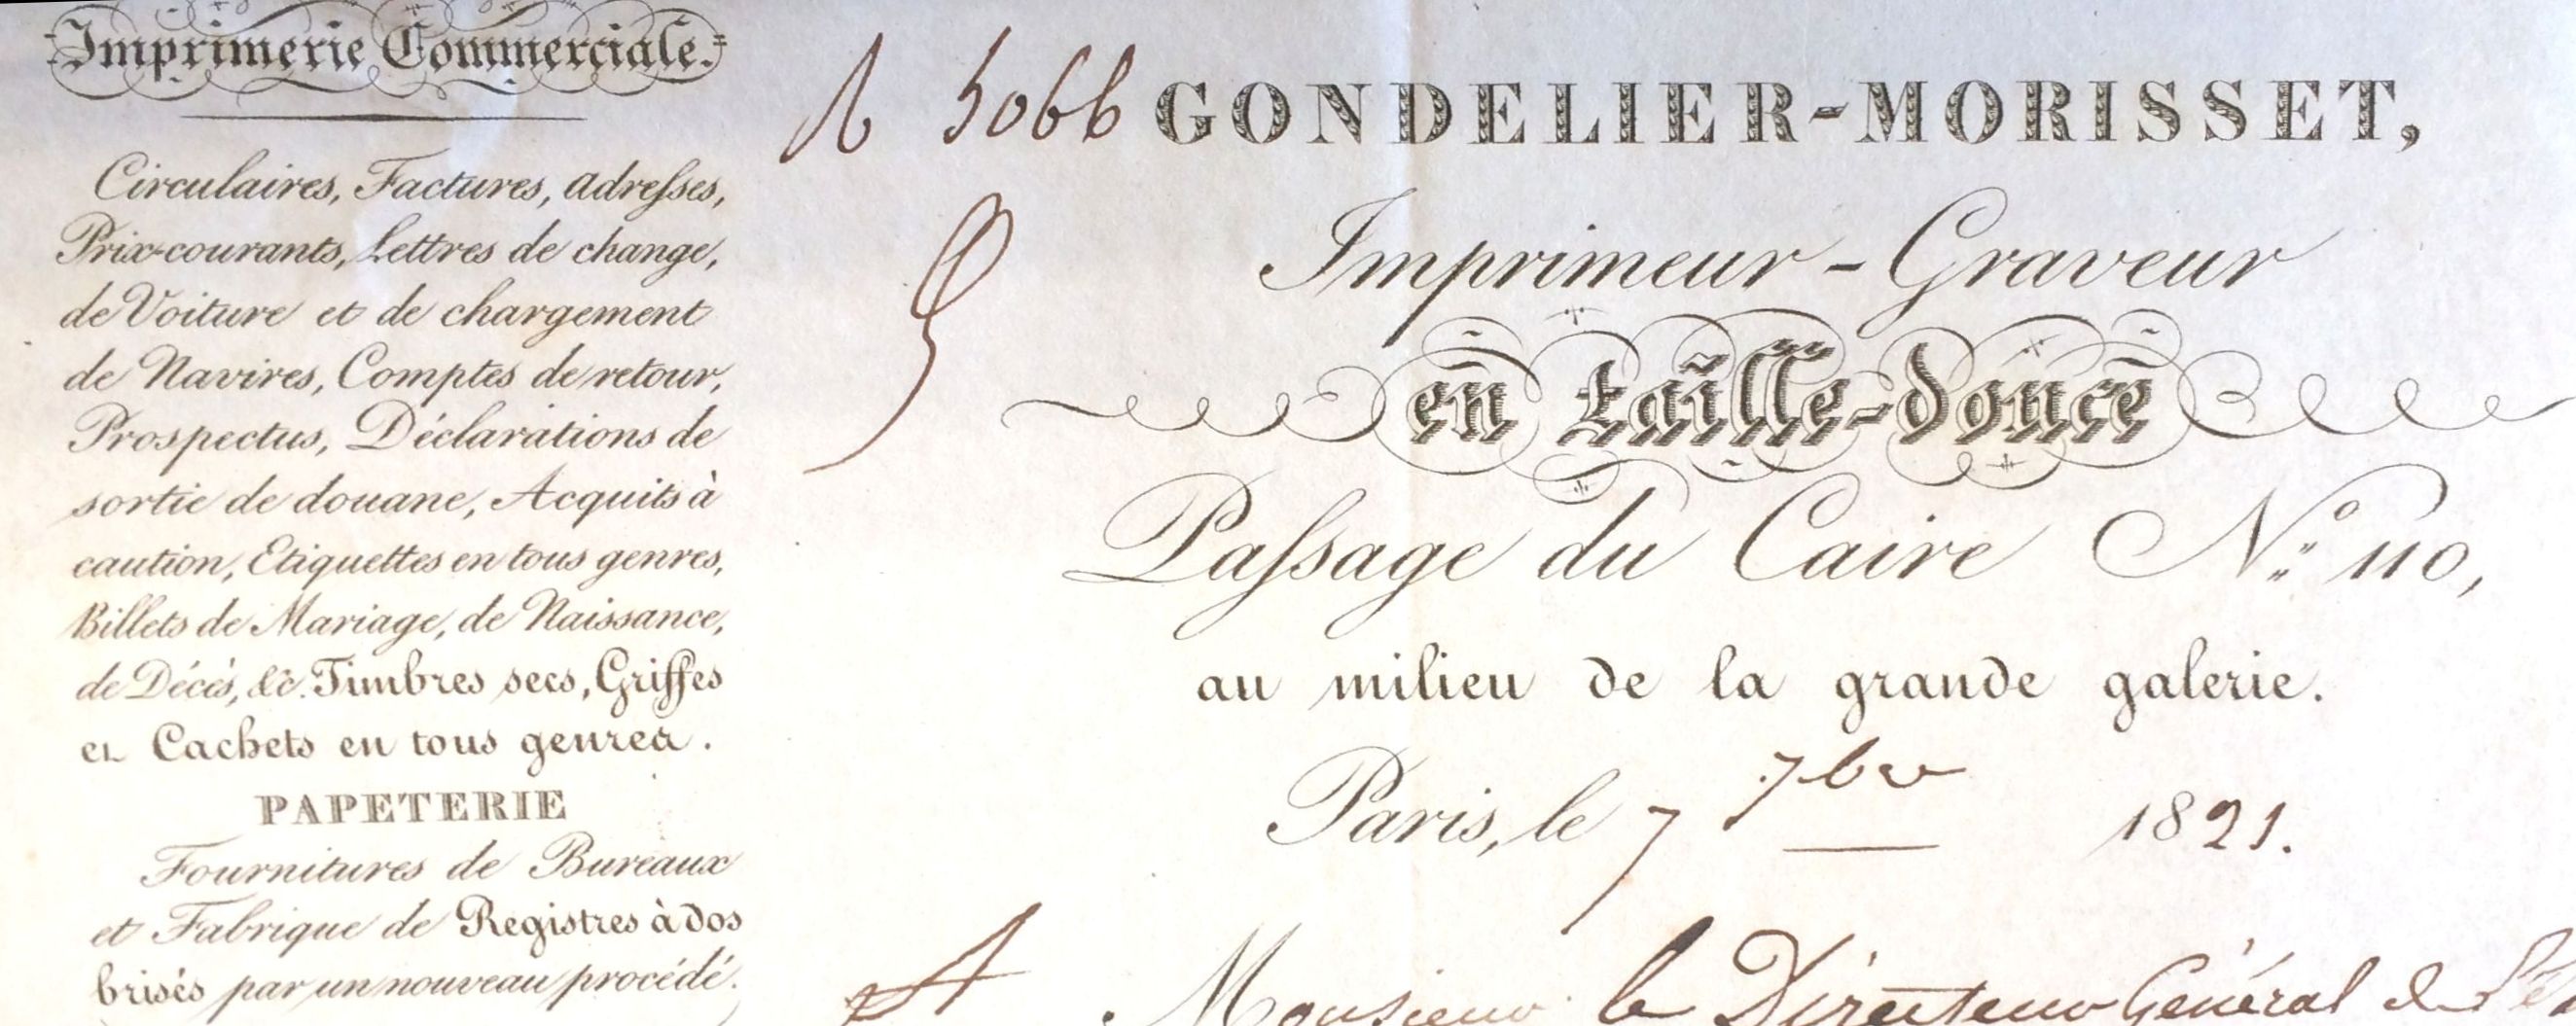 Imprimerie Commerciale.
Circulaires, Factures, adresses,
Prix-courants, Lettres de change,
de Voiture et de chargement
de Navires, Comptes de retour,
Prospectus, Déclarations de
sortie de douane, Acquits à
caution, Etiquettes en tous genres,
Billets de Mariage, de Naissance,
de Décès, &c. Timbres secs, Griffes
et Cachets en tous genres.
PAPETERIE
Fournitures de Bureaux
et Fabrique de Registres à dos
brisés par un nouveau procédé.
5066
GONDELIER-MORISSET,
Imprimeur-Graveur
en taille-douce
Passage du Caire No. 110,
au milieu de la grande galerie.
Paris, le 7 7bre 1821.
A Monsieur le Directeur Général de